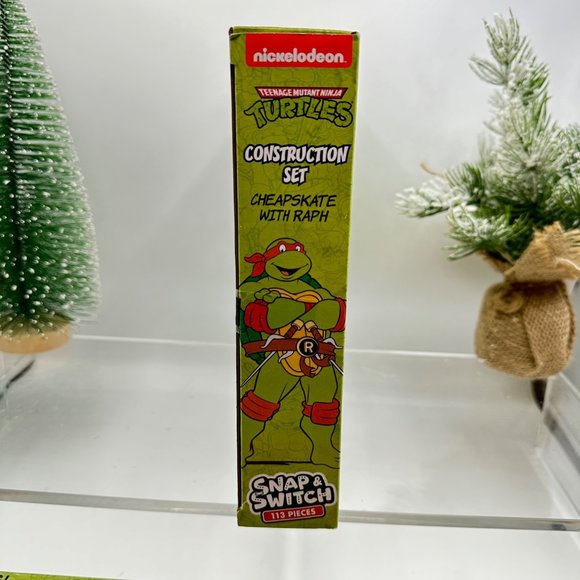 nickelodeon
TEENAGE MUTANT NINJA
TURTLES
CONSTRUCTION
SET
CHEAPSKATE
WITH RAPH
R
SNAP &
SWITCH
113 PIECES